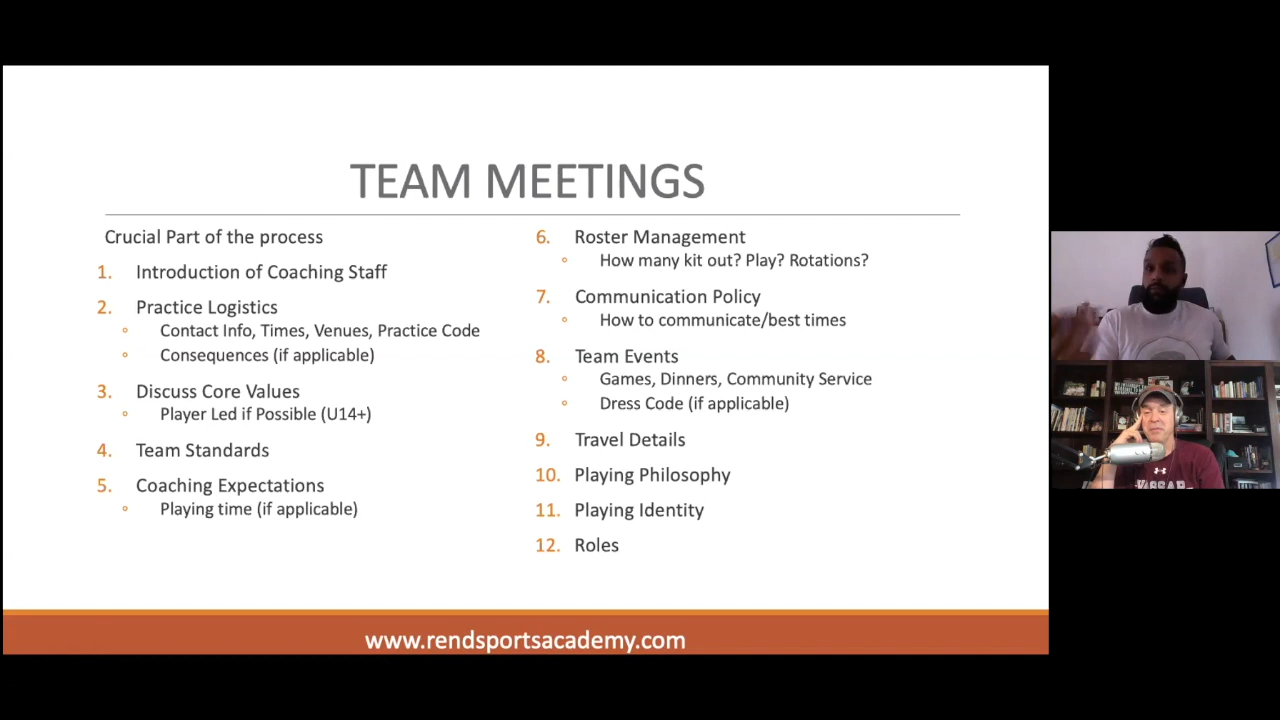 TEAM MEETINGS
Crucial Part of the process
1. Introduction of Coaching Staff
2. Practice Logistics
◦ Contact Info, Times, Venues, Practice Code
◦ Consequences (if applicable)
3. Discuss Core Values
◦ Player Led if Possible (U14+)
4. Team Standards
5. Coaching Expectations
◦ Playing time (if applicable)
6. Roster Management
◦ How many kit out? Play? Rotations?
7. Communication Policy
◦ How to communicate/best times
8. Team Events
◦ Games, Dinners, Community Service
◦ Dress Code (if applicable)
9. Travel Details
10. Playing Philosophy
11. Playing Identity
12. Roles
www.rendsportsacademy.com